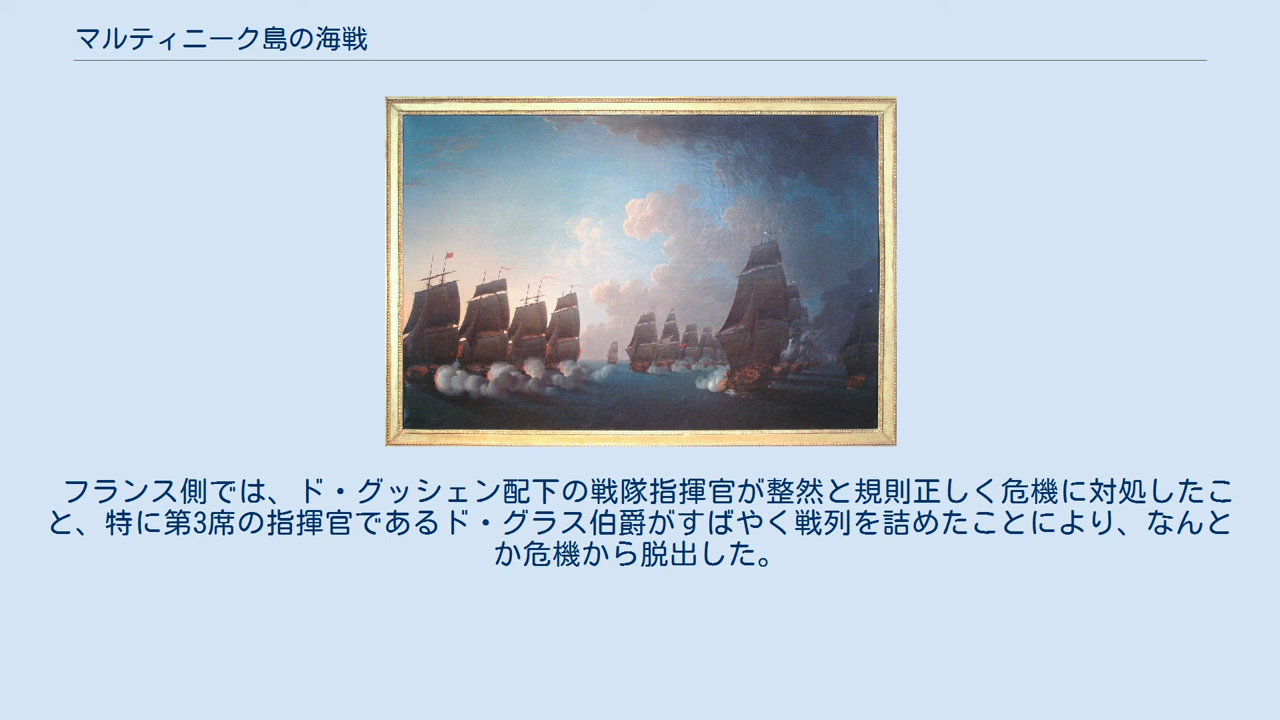 マルティニーク島の海戦
フランス側では、ド・グッシェン配下の戦隊指揮官が整然と規則正しく危機に対処したこ
と、特に第3席の指揮官であるド・グラス伯爵がすばやく戦列を詰めたことにより、なんと
か危機から脱出した。